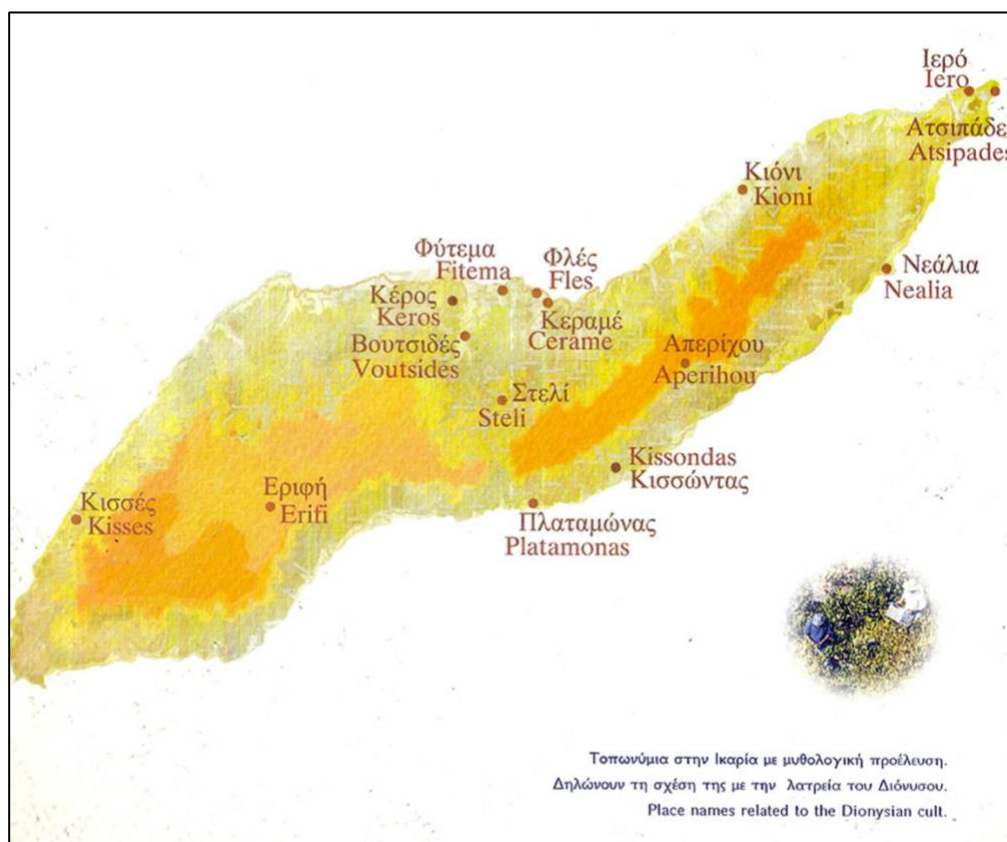 Ιερό
Iero
Ατσιπάδε
Atsipades
Κιόνι
Kioni
Φύτεμα
Fitema
Φλές
Fles
Νεάλια
Nealia
Κέρος
Keros
Κεραμέ
Cerame
Βουτσιδές
Voutsides
Απερίχου
Aperihou
Στελί
Steli
Kissondas
Κισσώντας
Εριφή
Erifi
Κισσές
Kisses
Πλαταμώνας
Platamonas
Τοπωνύμια στην Ικαρία με μυθολογική προέλευση.
Δηλώνουν τη σχέση της με την λατρεία του Διόνυσου.
Place names related to the Dionysian cult.